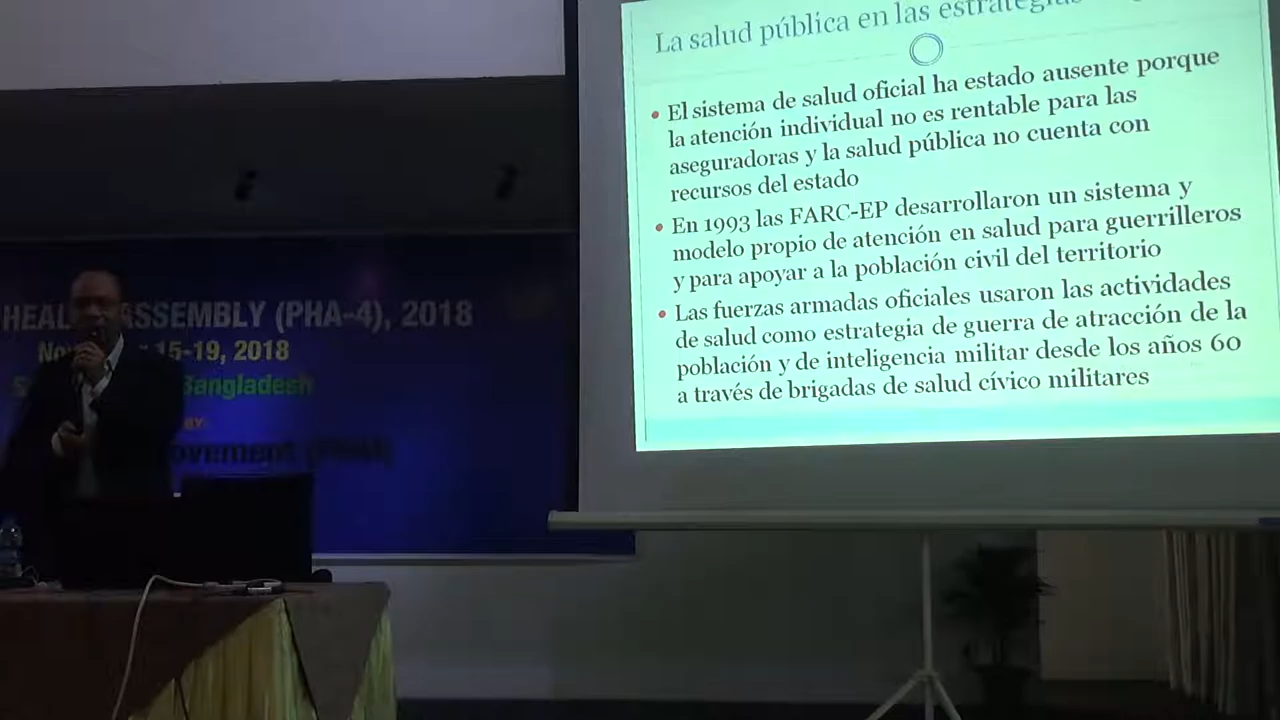 La salud pública en las
El sistema de salud oficial ha estado ausente porque
la atención individual no es rentable para las
aseguradoras y la salud pública no cuenta con
recursos del estado
En 1993 las FARC-EP desarrollaron un sistema y
modelo propio de atención en salud para guerrilleros
y para apoyar a la población civil del territorio
Las fuerzas armadas oficiales usaron las actividades
de salud como estrategia de guerra de atracción de la
población y de inteligencia militar desde los años 60
a través de brigadas de salud cívico militares
ASSEMBLY (PHA-4), 2018
15-19, 2018
Bangladesh
BY